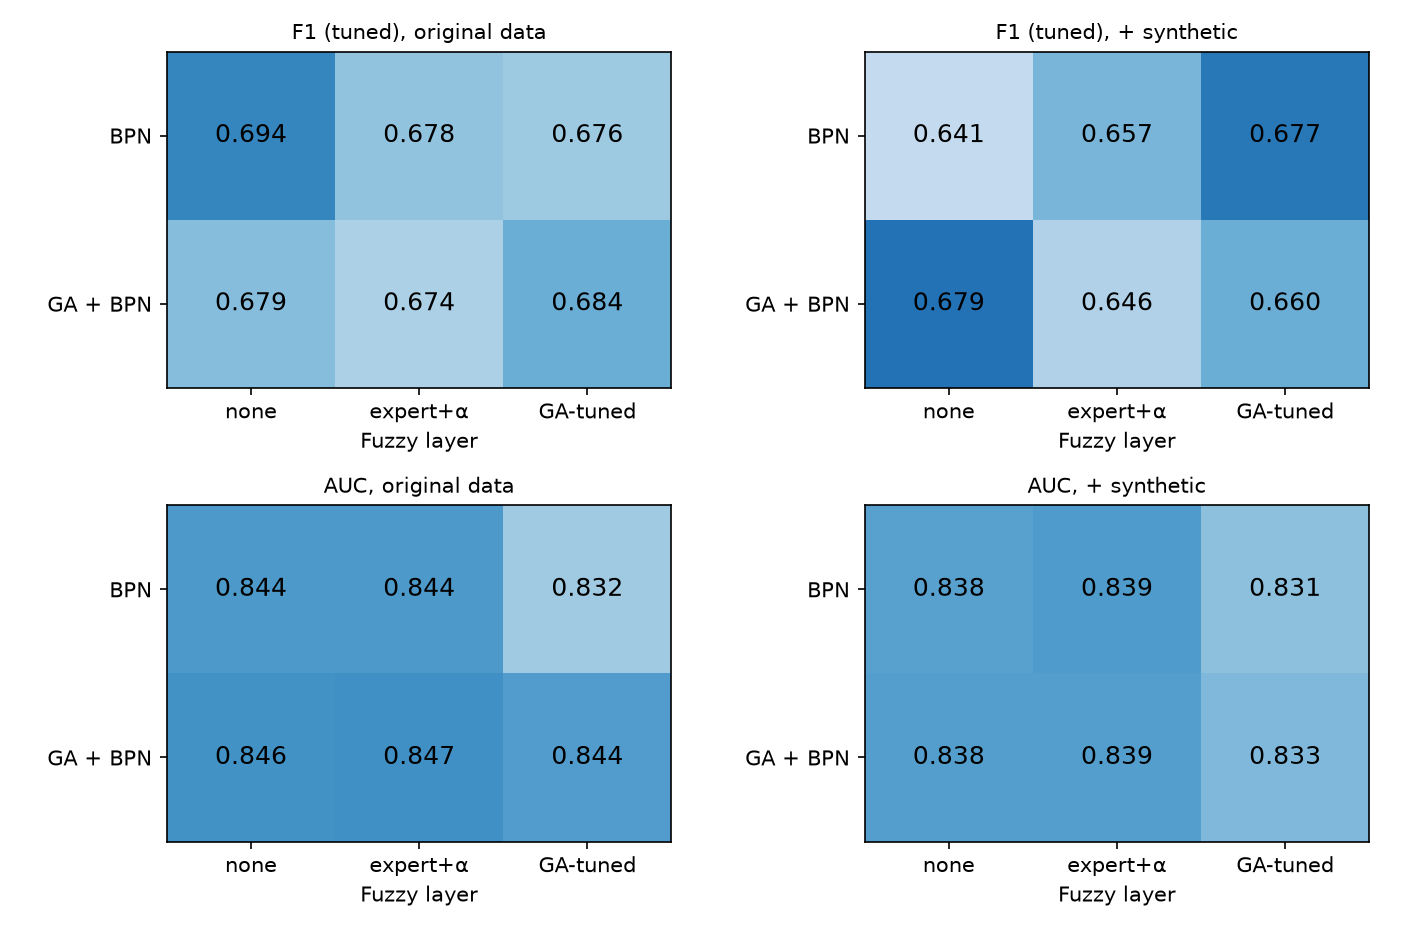 F1 (tuned), original data
BPN
0.694 0.678 0.676
GA + BPN
0.679 0.674 0.684
none expert+α GA-tuned
Fuzzy layer
F1 (tuned), + synthetic
BPN
0.641 0.657 0.677
GA + BPN
0.679 0.646 0.660
none expert+α GA-tuned
Fuzzy layer
AUC, original data
BPN
0.844 0.844 0.832
GA + BPN
0.846 0.847 0.844
none expert+α GA-tuned
Fuzzy layer
AUC, + synthetic
BPN
0.838 0.839 0.831
GA + BPN
0.838 0.839 0.833
none expert+α GA-tuned
Fuzzy layer